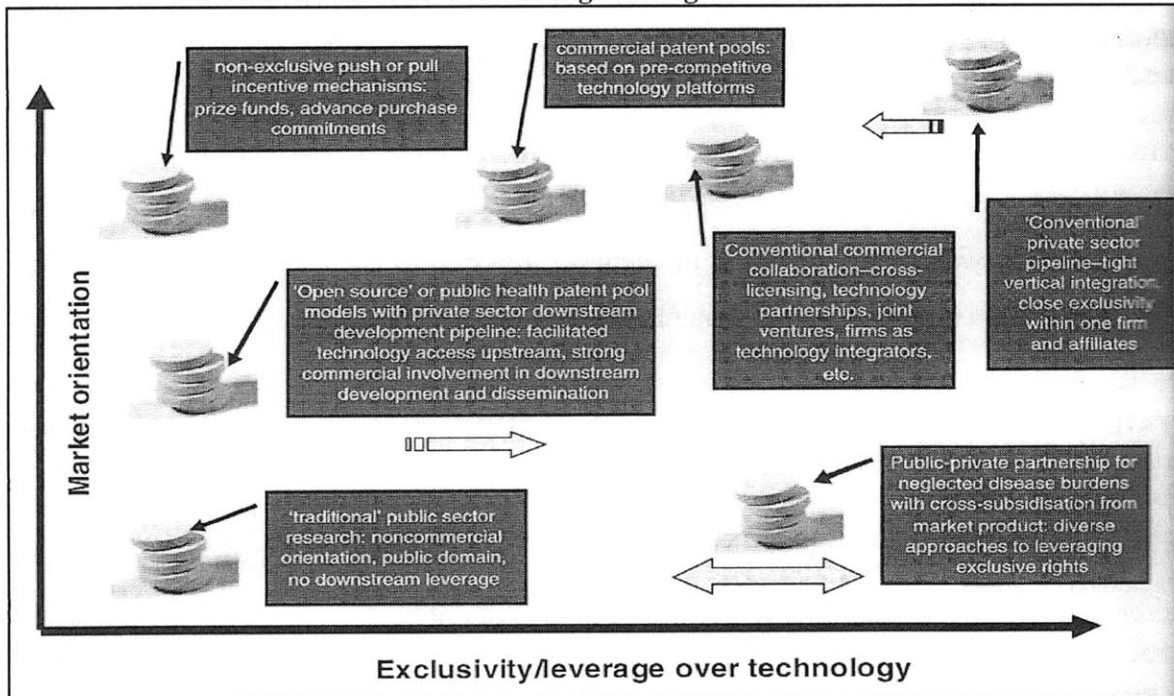 non-exclusive push or pull
incentive mechanisms:
prize funds, advance purchase
commitments
commercial patent pools:
based on pre-competitive
technology platforms
Conventional commercial
collaboration–cross-
licensing, technology
partnerships, joint
ventures, firms as
technology integrators,
etc.
'Conventional'
private sector
pipeline–tight
vertical integration,
close exclusivity
within one firm
and affiliates
'Open source' or public health patent pool
models with private sector downstream
development pipeline: facilitated
technology access upstream, strong
commercial involvement in downstream
development and dissemination
Public-private partnership for
neglected disease burdens
with cross-subsidisation from
market product: diverse
approaches to leveraging
exclusive rights
'traditional' public sector
research: noncommercial
orientation, public domain,
no downstream leverage
Market orientation
Exclusivity/leverage over technology